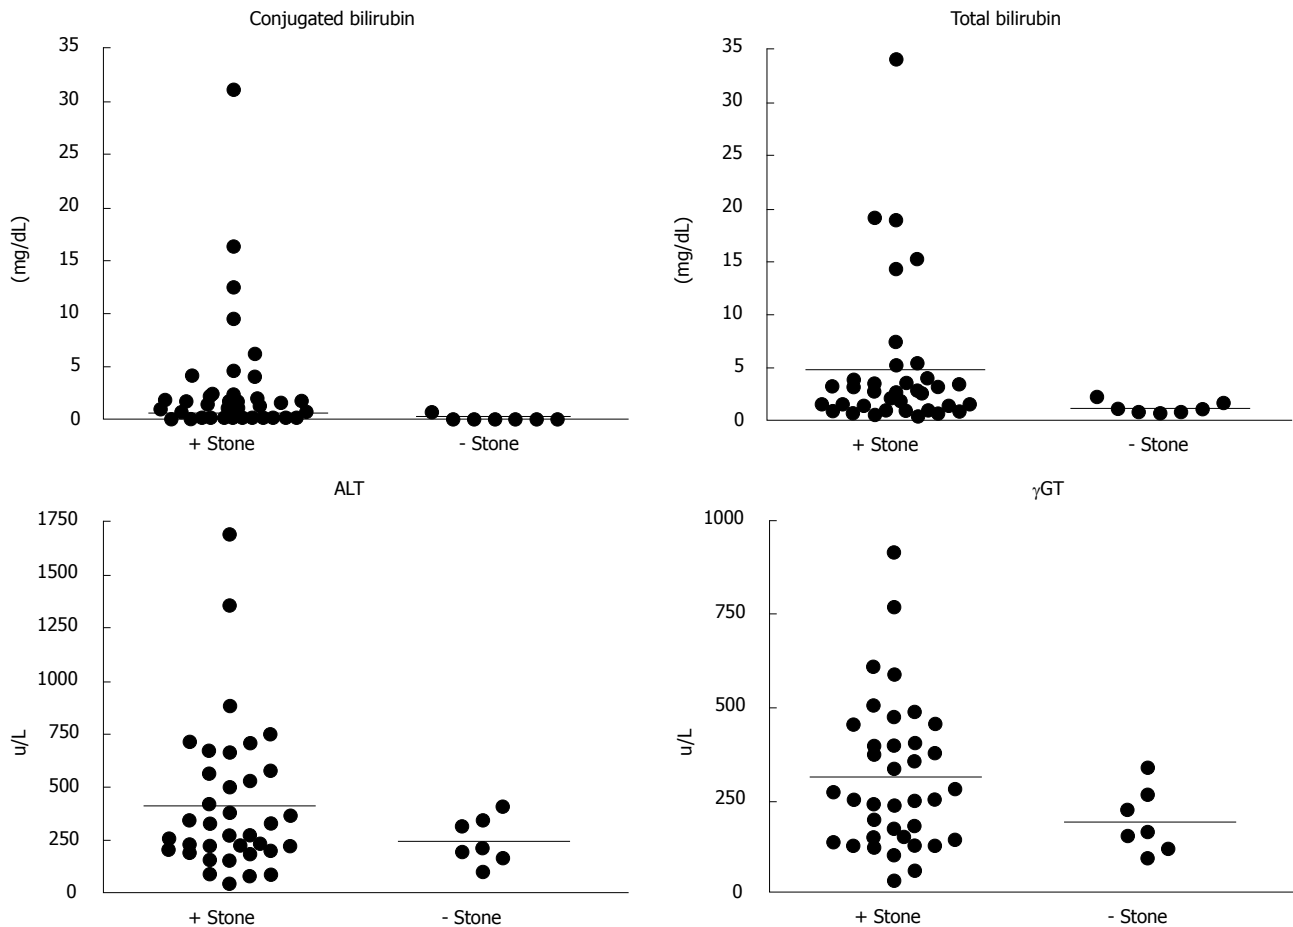 Conjugated bilirubin
35
30
25
20
15
10
5
0
(mg/dL)
+ Stone
- Stone
Total bilirubin
35
30
25
20
15
10
5
0
(mg/dL)
+ Stone
- Stone
ALT
1750
1500
1250
1000
750
500
250
0
u/L
+ Stone
- Stone
γGT
1000
750
500
250
0
u/L
+ Stone
- Stone